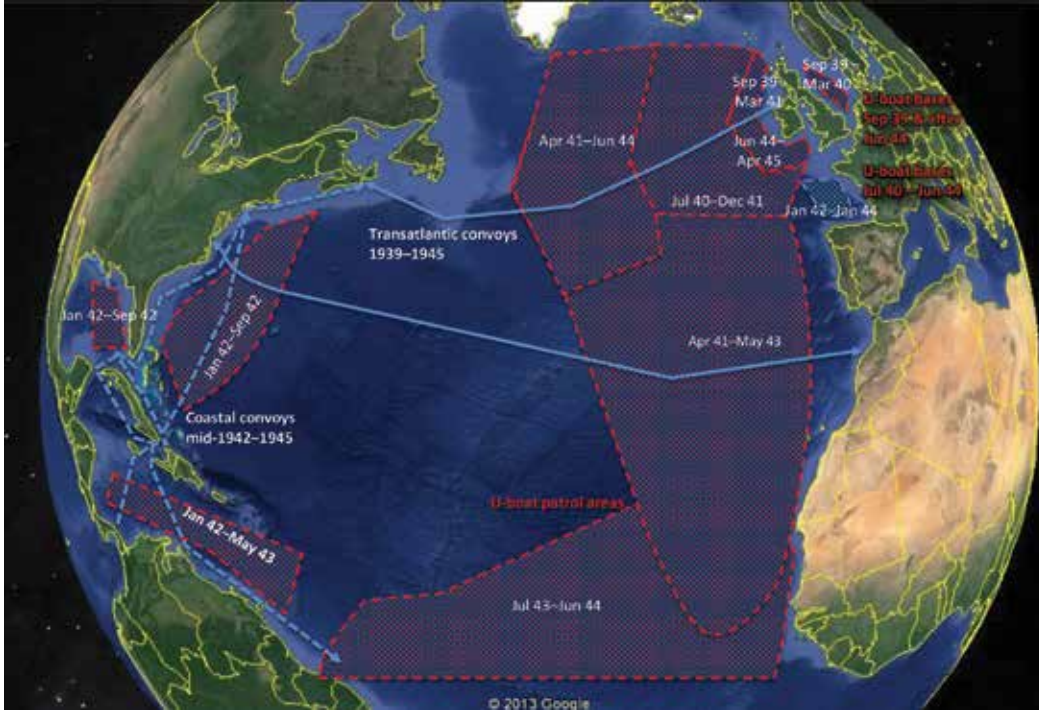 Sep 39 –
Mar 40
Sep 39
Mar 41
U-boat bases
Sep 39 & after
Jun 44
Apr 41–Jun 44
Jun 44–
Apr 45
U-boat bases
Jul 40 – Jun 44
Jul 40–Dec 41
Jan 42–Jan 44
Transatlantic convoys
1939–1945
Jan 42–Sep 42
Jan 42–Sep 42
Apr 41–May 43
Coastal convoys
mid-1942–1945
U-boat patrol areas
Jan 42–May 43
Jul 43–Jun 44
© 2013 Google